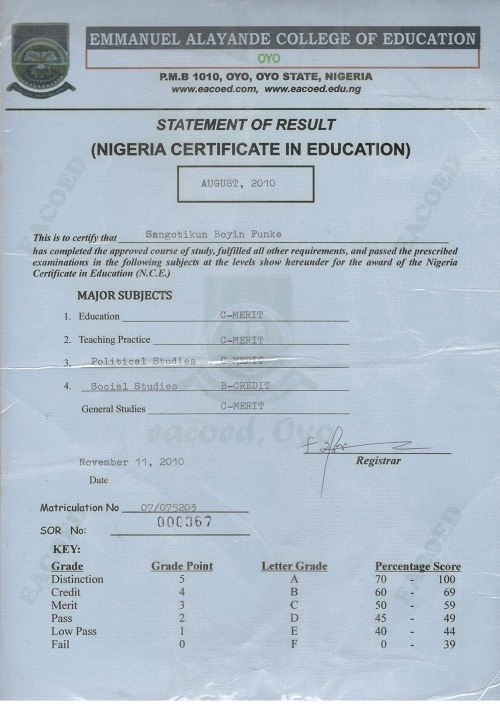 EMMANUEL ALAYANDE COLLEGE OF EDUCATION
OYO
P.M.B 1010, OYO, OYO STATE, NIGERIA
www.eacoed.com, www.eacoed.edu.ng
STATEMENT OF RESULT
(NIGERIA CERTIFICATE IN EDUCATION)
AUGUST, 2010
This is to certify that Sangotikun Boyin Funke
has completed the approved course of study, fulfilled all other requirements, and passed the prescribed
examinations in the following subjects at the levels show hereunder for the award of the Nigeria
Certificate in Education (N.C.E.)
MAJOR SUBJECTS
1. Education C-MERIT
2. Teaching Practice C-MERIT
3. Political Studies C-MERIT
4. Social Studies B-CREDIT
General Studies C-MERIT
eacoed, Oyo
November 11, 2010
Registrar
Date
Matriculation No 07/075203
SOR No: 000367
KEY:
Grade Grade Point Letter Grade Percentage Score
Distinction 5 A 70 - 100
Credit 4 B 60 - 69
Merit 3 C 50 - 59
Pass 2 D 45 - 49
Low Pass 1 E 40 - 44
Fail 0 F 0 - 39
EACOED
EACOED
EACOED
EACOED